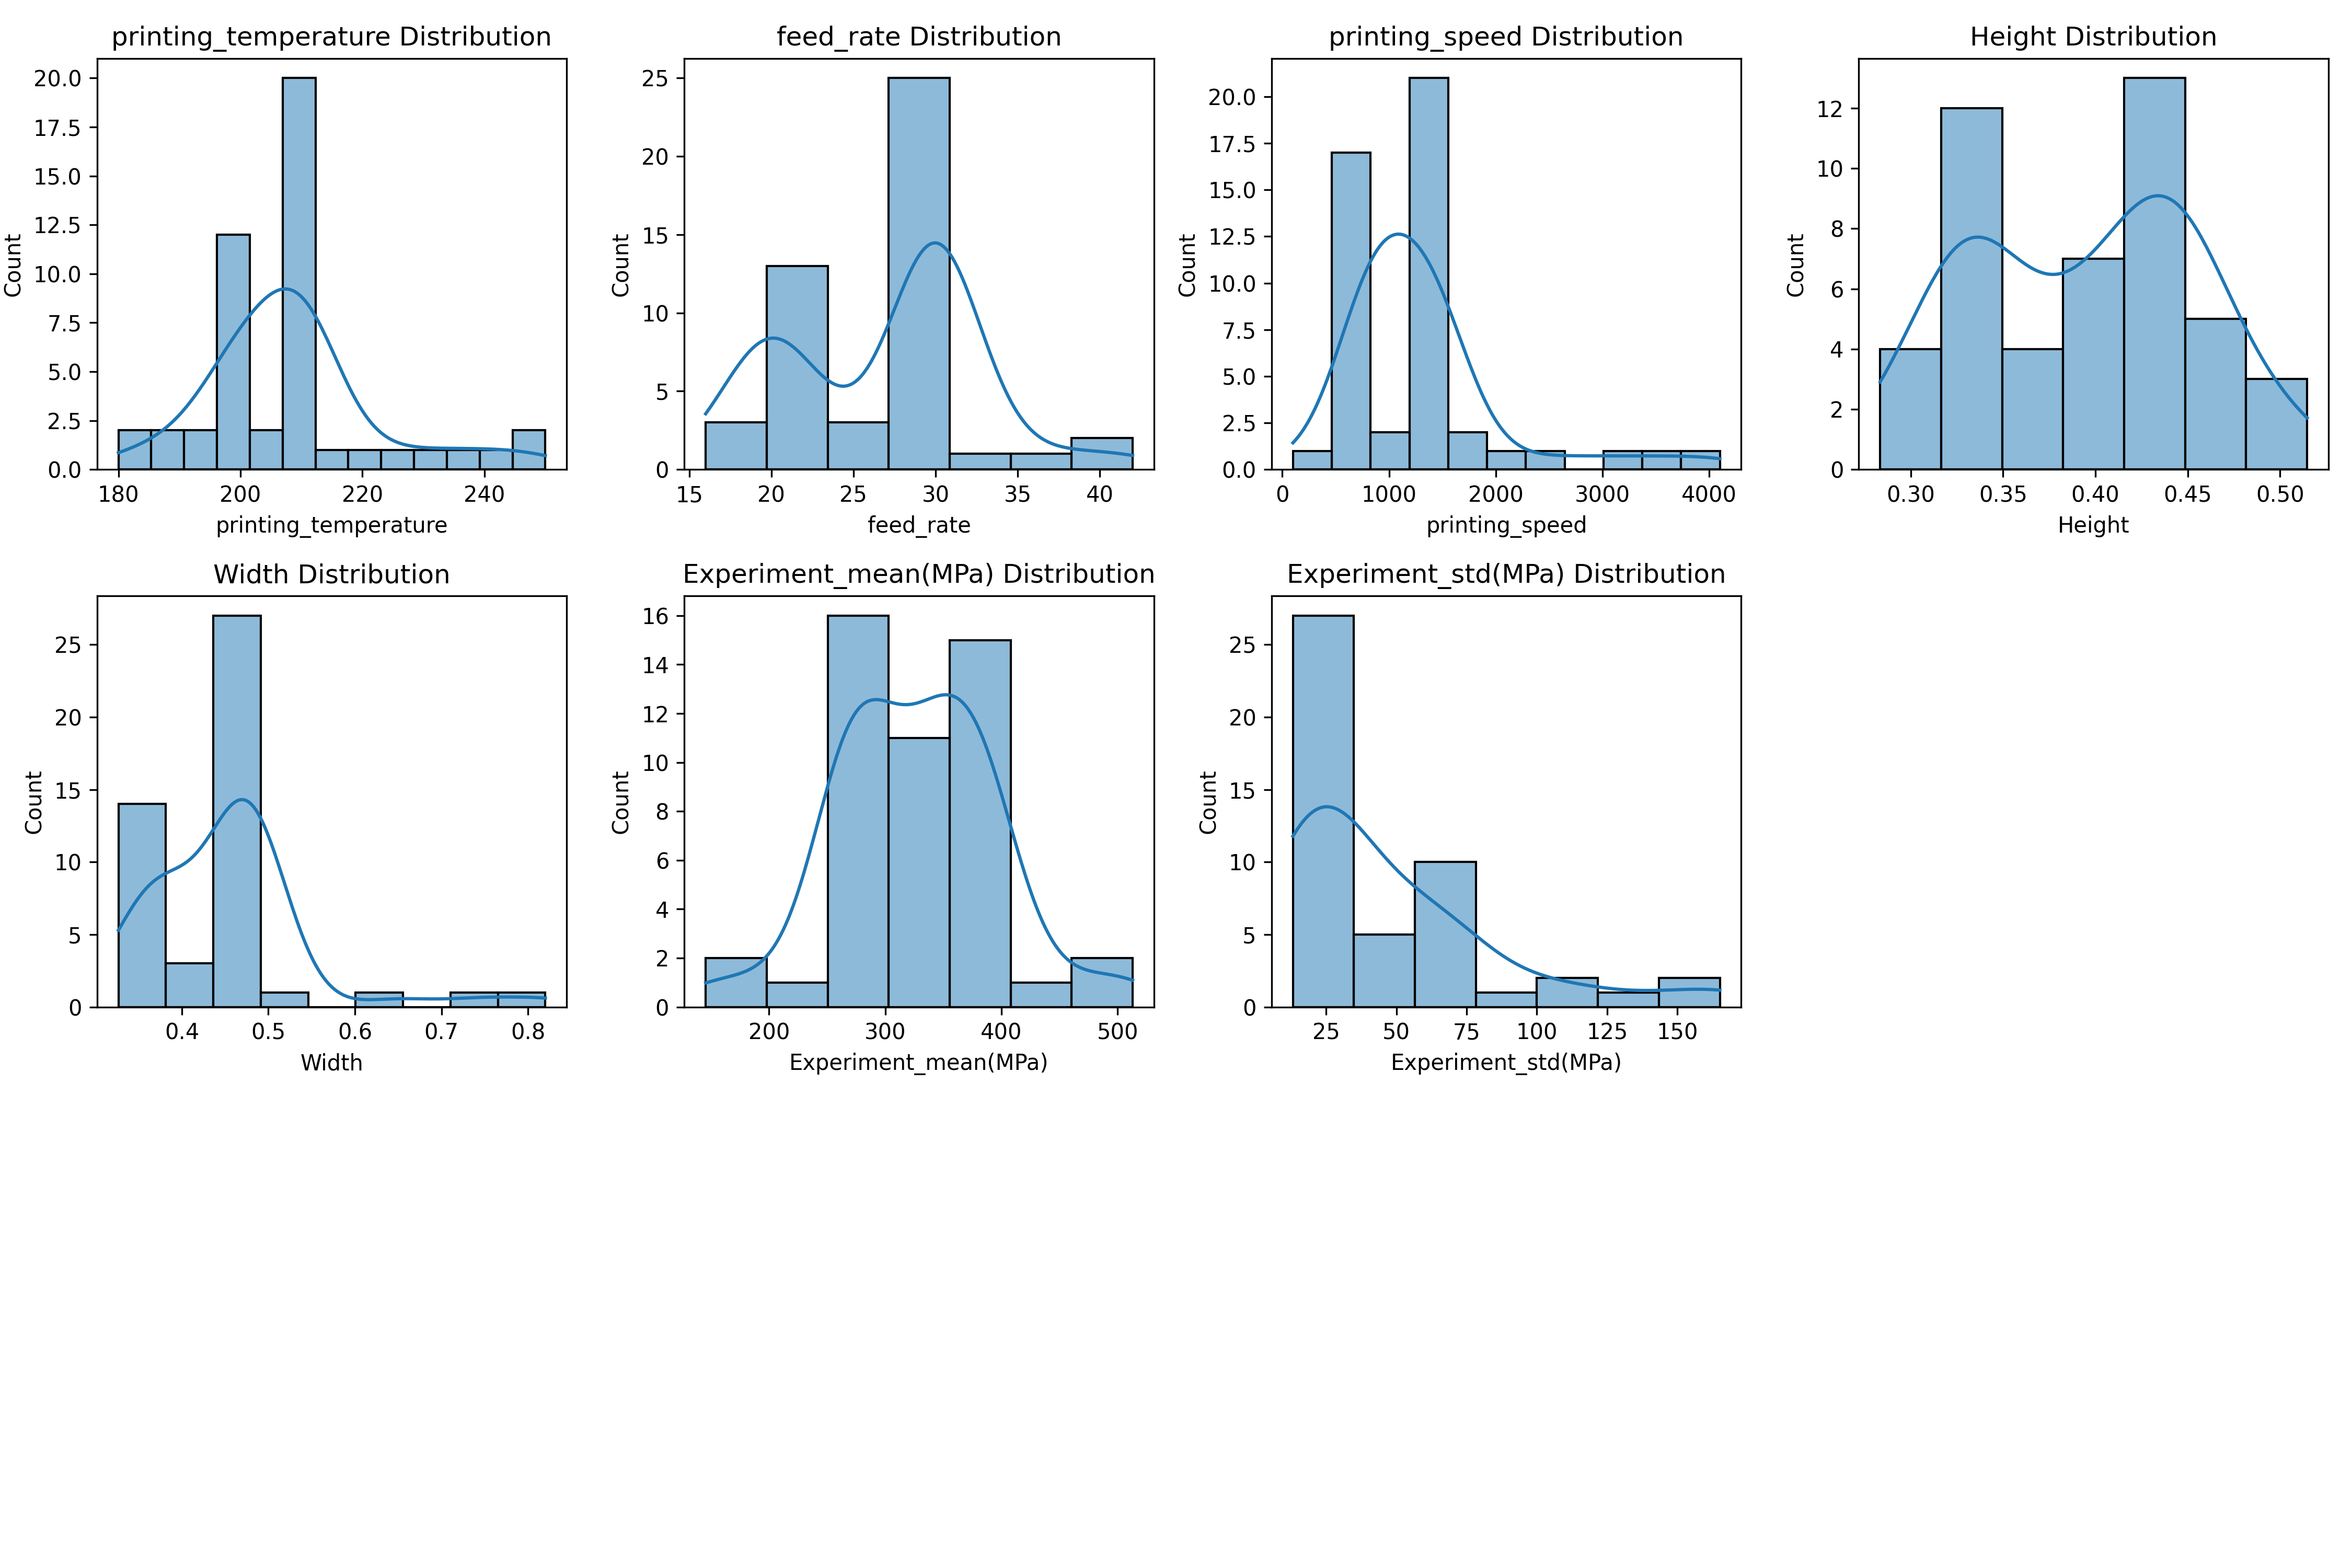 printing_temperature Distribution
20.0
17.5
15.0
12.5
10.0
7.5
5.0
2.5
0.0
Count
180 200 220 240
printing_temperature
feed_rate Distribution
25
20
15
10
5
0
Count
15 20 25 30 35 40
feed_rate
printing_speed Distribution
20.0
17.5
15.0
12.5
10.0
7.5
5.0
2.5
0.0
Count
0 1000 2000 3000 4000
printing_speed
Height Distribution
12
10
8
6
4
2
0
Count
0.30 0.35 0.40 0.45 0.50
Height
Width Distribution
25
20
15
10
5
0
Count
0.4 0.5 0.6 0.7 0.8
Width
Experiment_mean(MPa) Distribution
16
14
12
10
8
6
4
2
0
Count
200 300 400 500
Experiment_mean(MPa)
Experiment_std(MPa) Distribution
25
20
15
10
5
0
Count
25 50 75 100 125 150
Experiment_std(MPa)